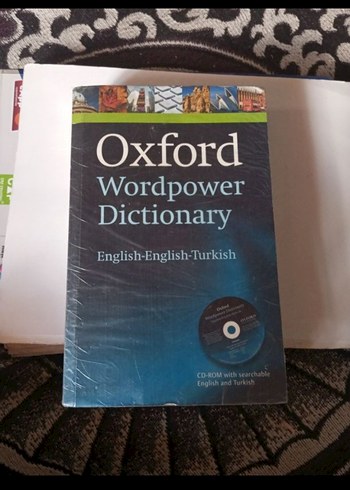 Oxford
Wordpower
Dictionary
English-English-Turkish
CD-ROM with searchable
English and Turkish